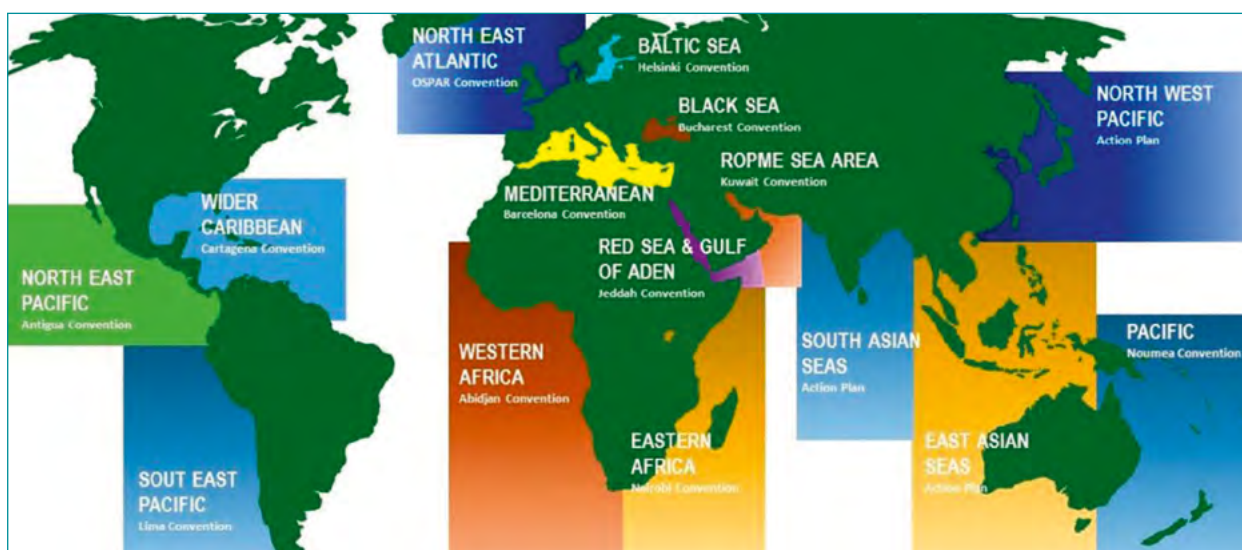 NORTH EAST
ATLANTIC
OSPAR Convention
BALTIC SEA
Helsinki Convention
BLACK SEA
Bucharest Convention
NORTH WEST
PACIFIC
Action Plan
ROPME SEA AREA
Kuwait Convention
MEDITERRANEAN
Barcelona Convention
WIDER
CARIBBEAN
Cartagena Convention
RED SEA & GULF
OF ADEN
Jeddah Convention
NORTH EAST
PACIFIC
Antigua Convention
WESTERN
AFRICA
Abidjan Convention
SOUTH ASIAN
SEAS
Action Plan
PACIFIC
Noumea Convention
EASTERN
AFRICA
Nairobi Convention
EAST ASIAN
SEAS
Action Plan
SOUT EAST
PACIFIC
Lima Convention